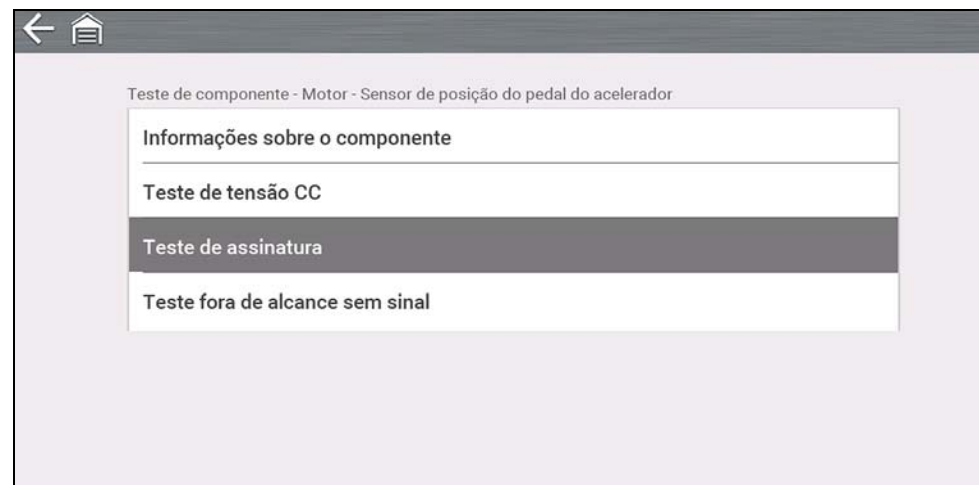 Teste de componente - Motor - Sensor de posição do pedal do acelerador
Informações sobre o componente
Teste de tensão CC
Teste de assinatura
Teste fora de alcance sem sinal